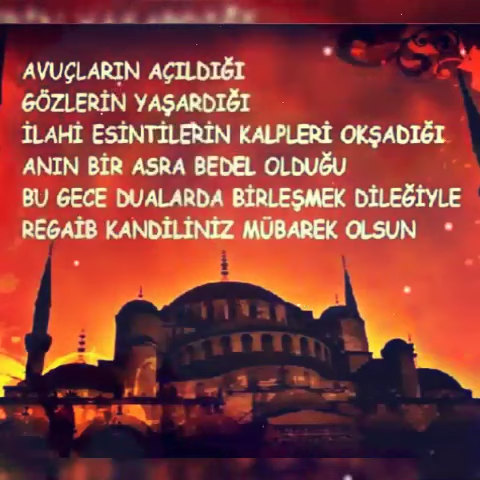 AVUÇLARIN AÇILDIĞI
GÖZLERİN YAŞARDIĞI
İLAHİ ESİNTİLERİN KALPLERİ OKŞADIĞI
ANIN BİR ASRA BEDEL OLDUĞU
BU GECE DUALARDA BİRLEŞMEK DİLEĞİYLE
REGAİB KANDİLİNİZ MÜBAREK OLSUN